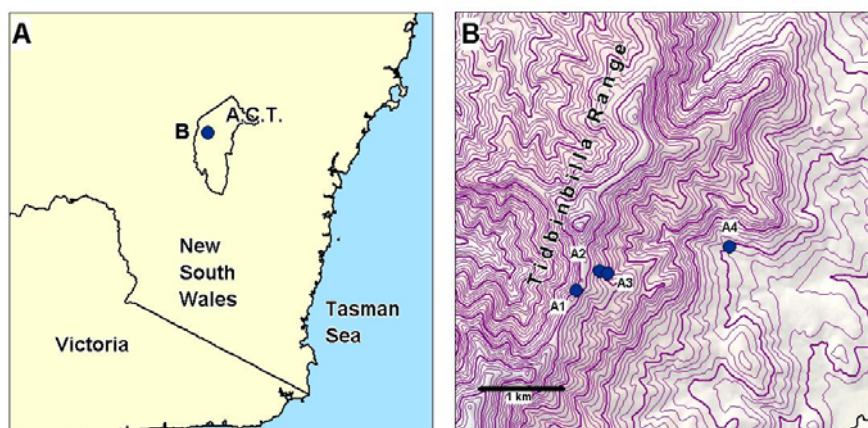 A
A.C.T.
B
New
South
Wales
Tasman
Sea
Victoria
B
Tidbinbilla Range
A4
A2
A3
A1
1 km